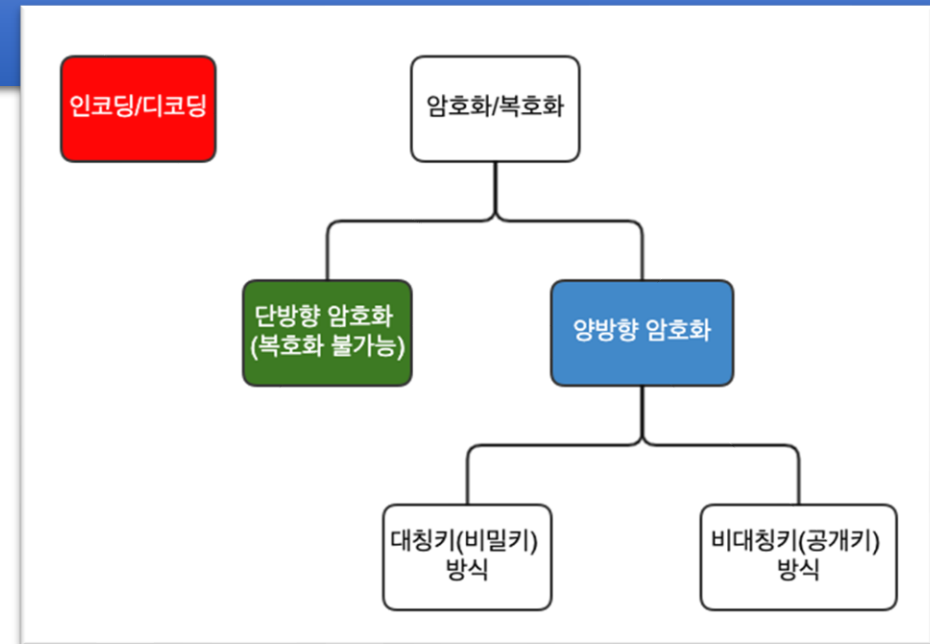 인코딩/디코딩
암호화/복호화
단방향 암호화
(복호화 불가능)
양방향 암호화
대칭키(비밀키)
방식
비대칭키(공개키)
방식